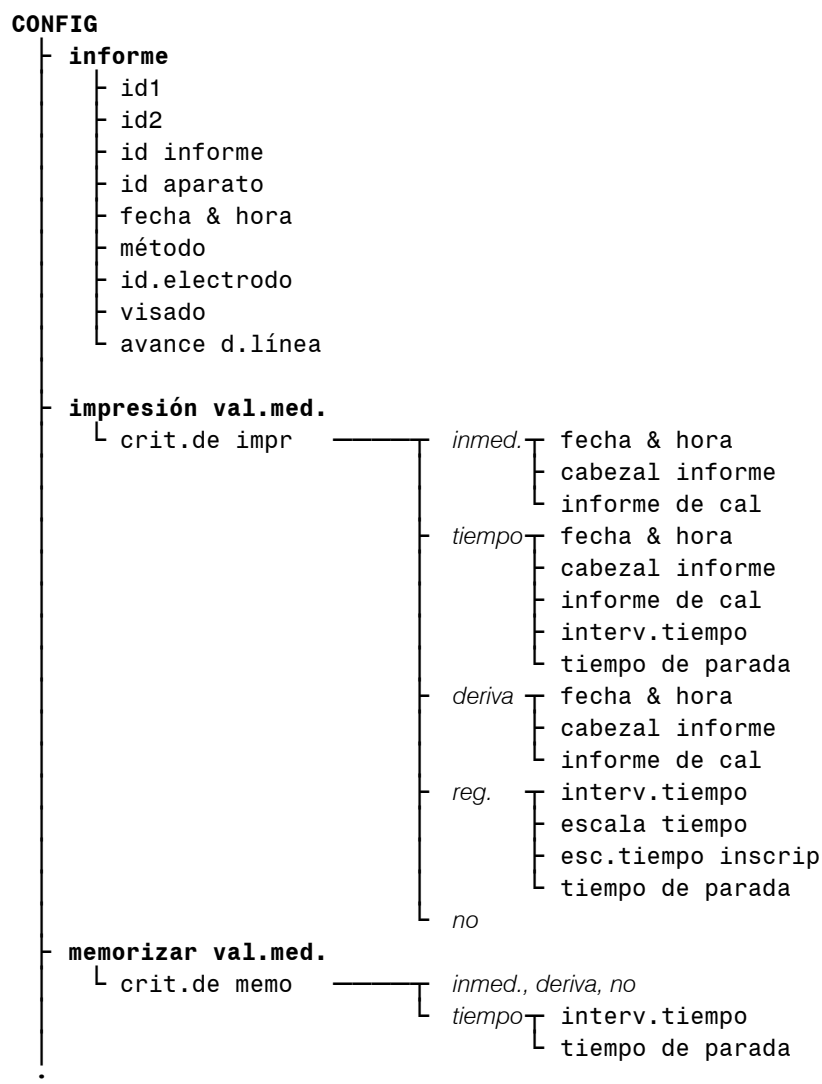 CONFIG
informe
id1
id2
id informe
id aparato
fecha & hora
método
id.electrodo
visado
avance d.línea
impresión val.med.
crit.de impr inmed. fecha & hora
cabezal informe
informe de cal
tiempo fecha & hora
cabezal informe
informe de cal
interv.tiempo
tiempo de parada
deriva fecha & hora
cabezal informe
informe de cal
reg. interv.tiempo
escala tiempo
esc.tiempo inscrip
tiempo de parada
no
memorizar val.med.
crit.de memo inmed., deriva, no
tiempo interv.tiempo
tiempo de parada